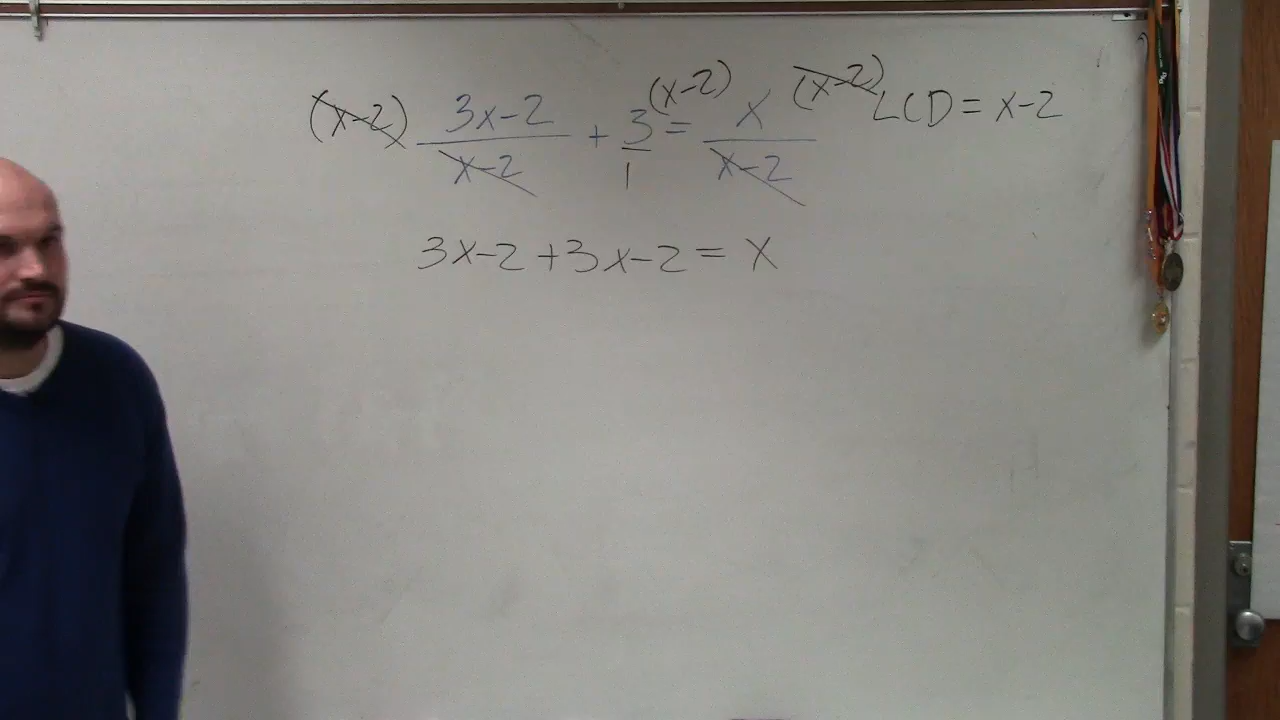 (x-2) 3x-2/x-2 + 3/1 (x-2) = x/x-2 (x-2) LCD = x-2
3x-2+3x-2 = x